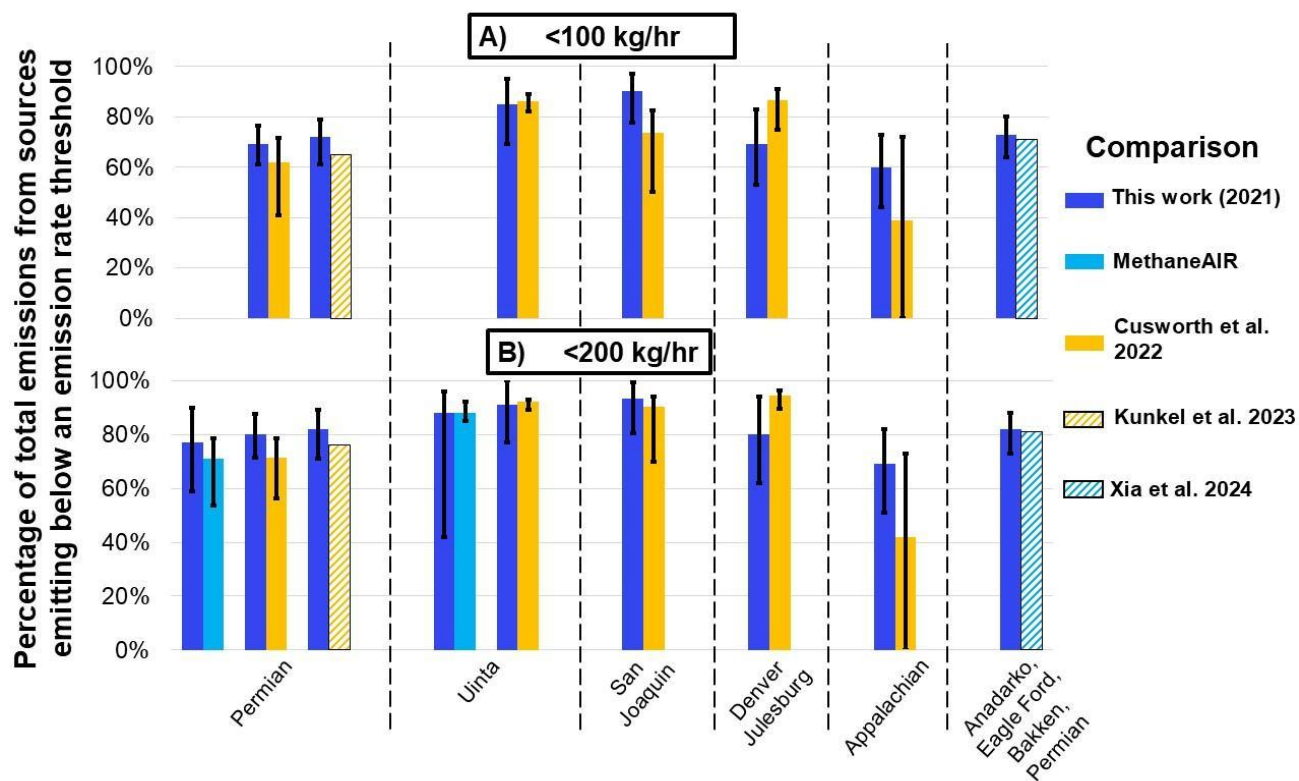 Percentage of total emissions from sources
emitting below an emission rate threshold
A) <100 kg/hr
100%
80%
60%
40%
20%
0%
B) <200 kg/hr
100%
80%
60%
40%
20%
0%
Permian
Uinta
San
Joaquin
Denver
Julesburg
Appalachian
Anadarko,
Eagle Ford,
Bakken,
Permian
Comparison
This work (2021)
MethaneAIR
Cusworth et al.
2022
Kunkel et al. 2023
Xia et al. 2024